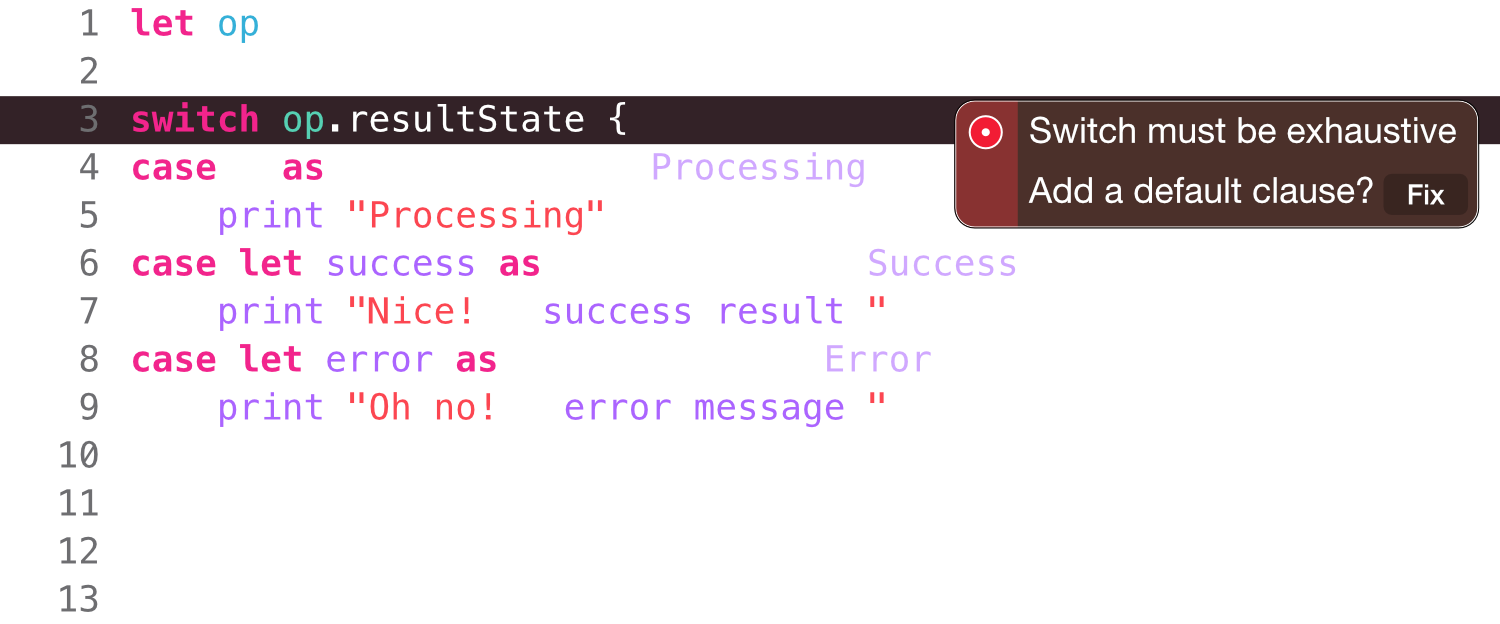 1 let op
2
3 switch op.resultState {
Switch must be exhaustive
Add a default clause? Fix
4 case as Processing
5 print "Processing"
6 case let success as Success
7 print "Nice! success result "
8 case let error as Error
9 print "Oh no! error message "
10
11
12
13